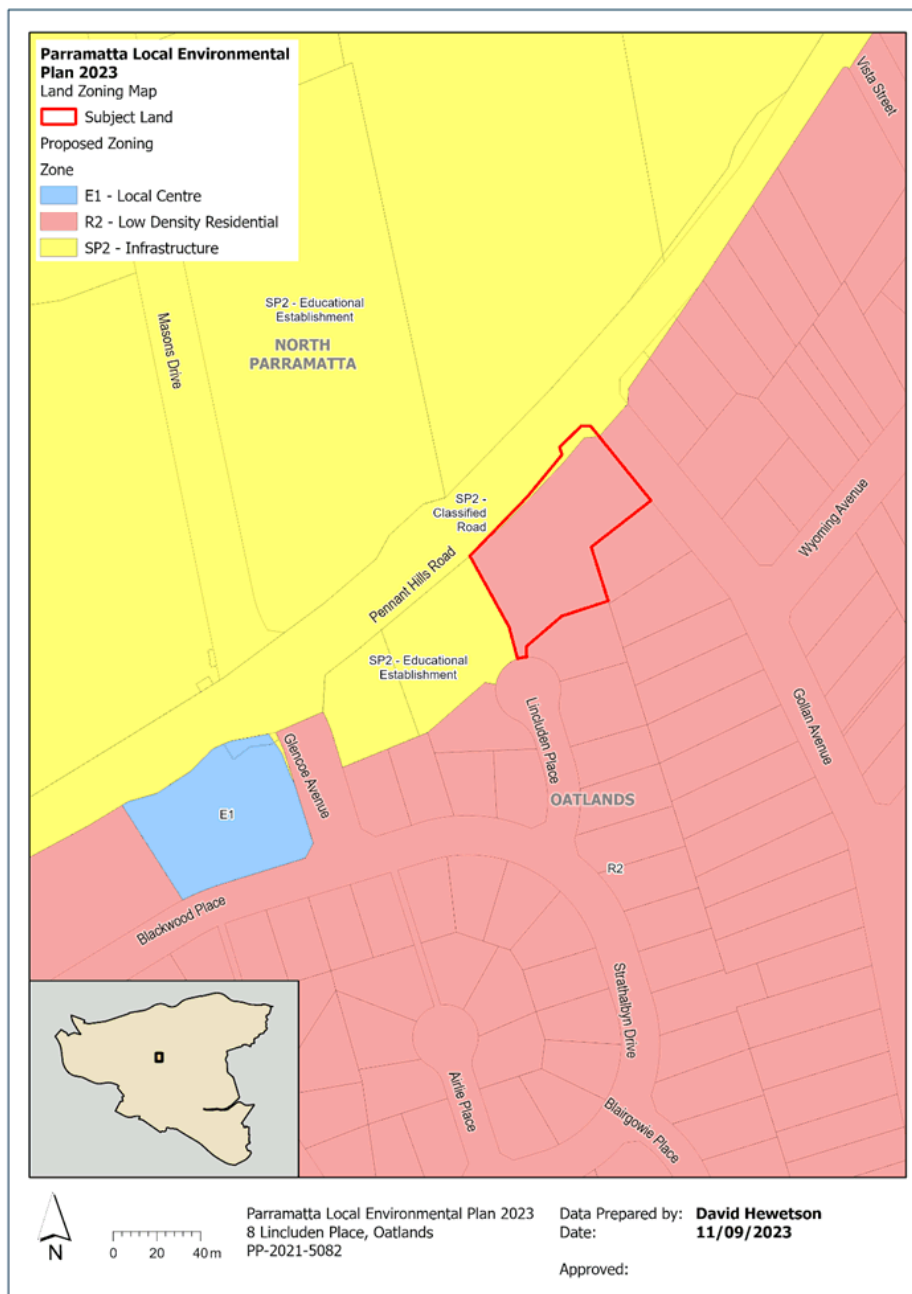 Parramatta Local Environmental
Plan 2023
Land Zoning Map
Subject Land
Proposed Zoning
Zone
E1 - Local Centre
R2 - Low Density Residential
SP2 - Infrastructure
Vista Street
SP2 - Educational
Establishment
NORTH
PARRAMATTA
Masons Drive
SP2 -
Classified
Road
Wyoming Avenue
Pennant Hills Road
SP2 - Educational
Establishment
Lincluden Place
Gollan Avenue
Glencoe Avenue
OATLANDS
E1
R2
Blackwood Place
Strathalbyn Drive
Airlie Place
Blairgowie Place
N
0 20 40 m
Parramatta Local Environmental Plan 2023
8 Lincluden Place, Oatlands
PP-2021-5082
Data Prepared by: David Hewetson
Date: 11/09/2023
Approved: